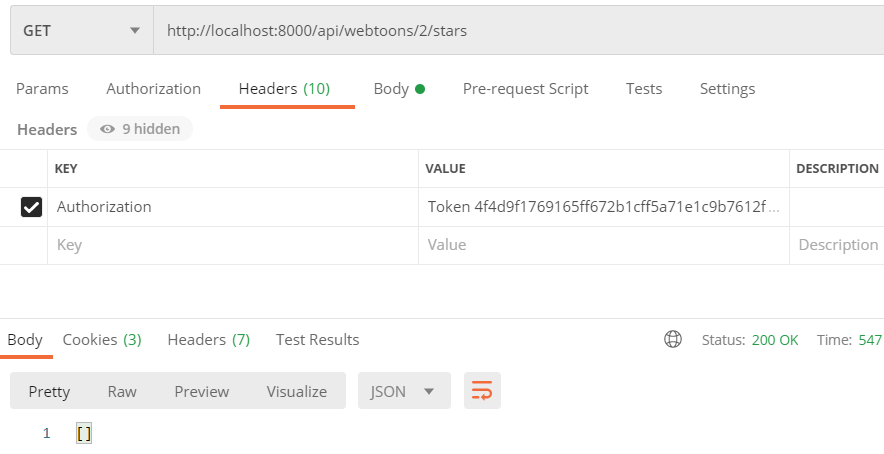 GET http://localhost:8000/api/webtoons/2/stars
Params Authorization Headers (10) Body Pre-request Script Tests Settings
Headers 9 hidden
KEY VALUE DESCRIPTION
Authorization Token 4f4d9f1769165ff672b1cff5a71e1c9b7612f...
Key Value Description
Body Cookies (3) Headers (7) Test Results Status: 200 OK Time: 547
Pretty Raw Preview Visualize JSON
1 []